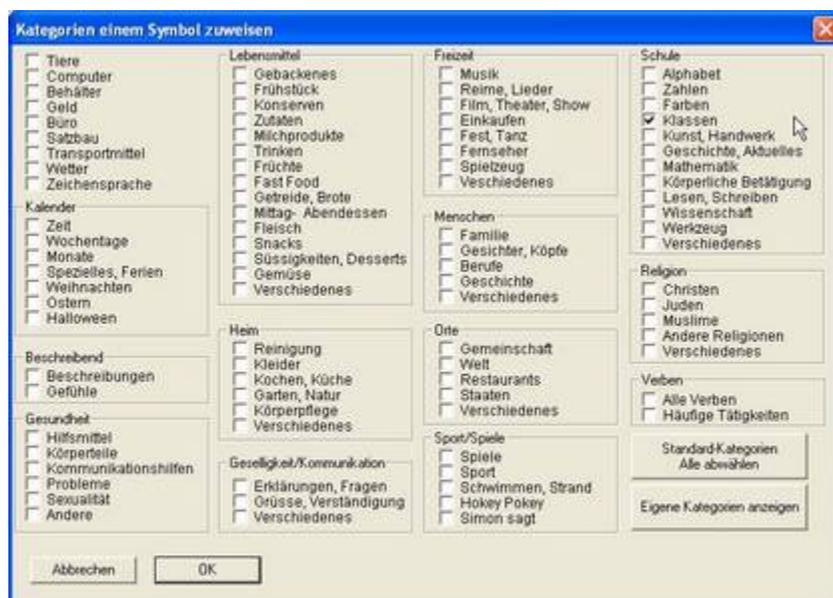 Kategorien einem Symbol zuweisen
Tiere
Computer
Behälter
Geld
Büro
Satzbau
Transportmittel
Wetter
Zeichensprache
Kalender
Zeit
Wochentage
Monate
Spezielles, Ferien
Weihnachten
Ostern
Halloween
Beschreibend
Beschreibungen
Gefühle
Gesundheit
Hilfsmittel
Körperteile
Kommunikationshilfen
Probleme
Sexualität
Andere
Lebensmittel
Gebackenes
Frühstück
Konserven
Zutaten
Milchprodukte
Trinken
Früchte
Fast Food
Getreide, Brote
Mittag- Abendessen
Fleisch
Snacks
Süssigkeiten, Desserts
Gemüse
Verschiedenes
Heim
Reinigung
Kleider
Kochen, Küche
Garten, Natur
Körperpflege
Verschiedenes
Geselligkeit/Kommunikation
Erklärungen, Fragen
Grüsse, Verständigung
Verschiedenes
Freizeit
Musik
Reime, Lieder
Film, Theater, Show
Einkaufen
Fest, Tanz
Fernseher
Spielzeug
Veschiedenes
Menschen
Familie
Gesichter, Köpfe
Berufe
Geschichte
Verschiedenes
Orte
Gemeinschaft
Welt
Restaurants
Staaten
Verschiedenes
Sport/Spiele
Spiele
Sport
Schwimmen, Strand
Hokey Pokey
Simon sagt
Schule
Alphabet
Zahlen
Farben
Klassen
Kunst, Handwerk
Geschichte, Aktuelles
Mathematik
Körperliche Betätigung
Lesen, Schreiben
Wissenschaft
Werkzeug
Verschiedenes
Religion
Christen
Juden
Muslime
Andere Religionen
Verschiedenes
Verben
Alle Verben
Häufige Tätigkeiten
Standard-Kategorien
Alle abwählen
Eigene Kategorien anzeigen
Abbrechen
OK